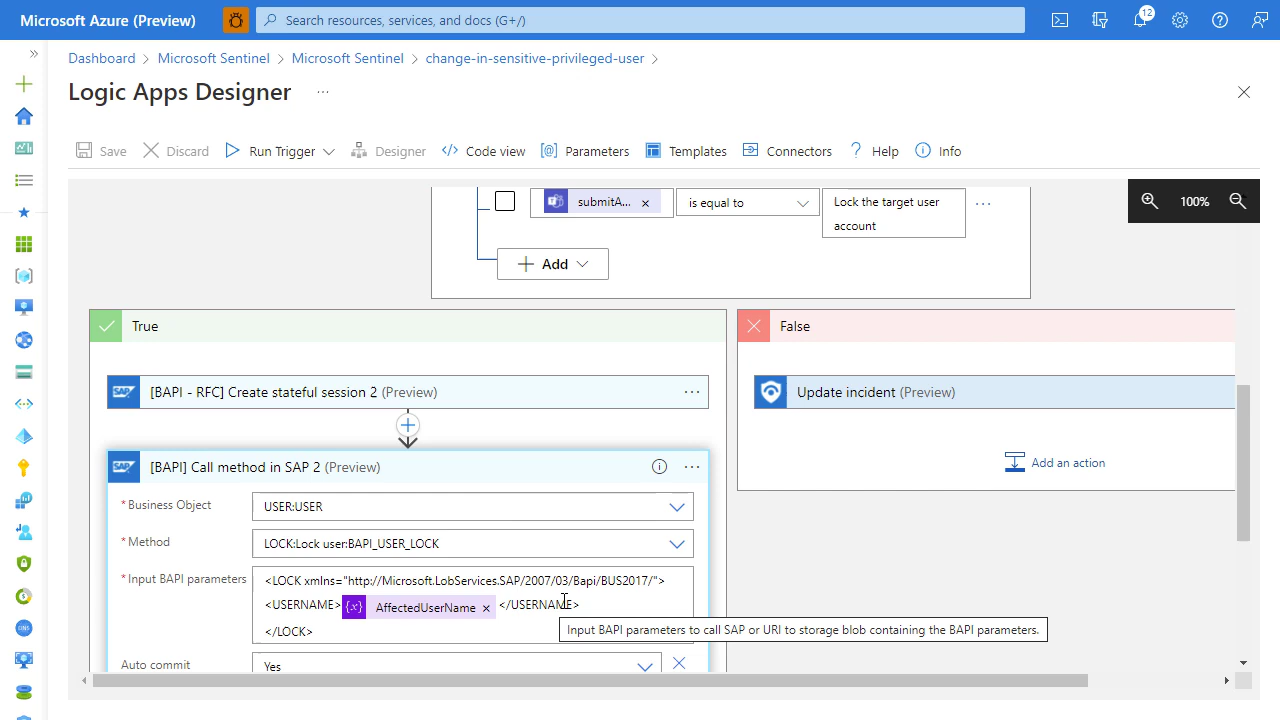 Microsoft Azure (Preview)
Search resources, services, and docs (G+/)
12
Dashboard > Microsoft Sentinel > Microsoft Sentinel > change-in-sensitive-privileged-user >
Logic Apps Designer ...
Save Discard Run Trigger Designer Code view Parameters Templates Connectors Help Info
submitA... × is equal to Lock the target user
account
...
100%
+ Add
True
False
SAP [BAPI - RFC] Create stateful session 2 (Preview) ...
Update incident (Preview)
SAP [BAPI] Call method in SAP 2 (Preview) ...
Add an action
* Business Object USER:USER
* Method LOCK:Lock user:BAPI_USER_LOCK
* Input BAPI parameters <LOCK xmlns="http://Microsoft.LobServices.SAP/2007/03/Bapi/BUS2017/">
<USERNAME> {x} AffectedUserName × </USERNAME>
</LOCK>
Input BAPI parameters to call SAP or URI to storage blob containing the BAPI parameters.
Auto commit Yes
DNS